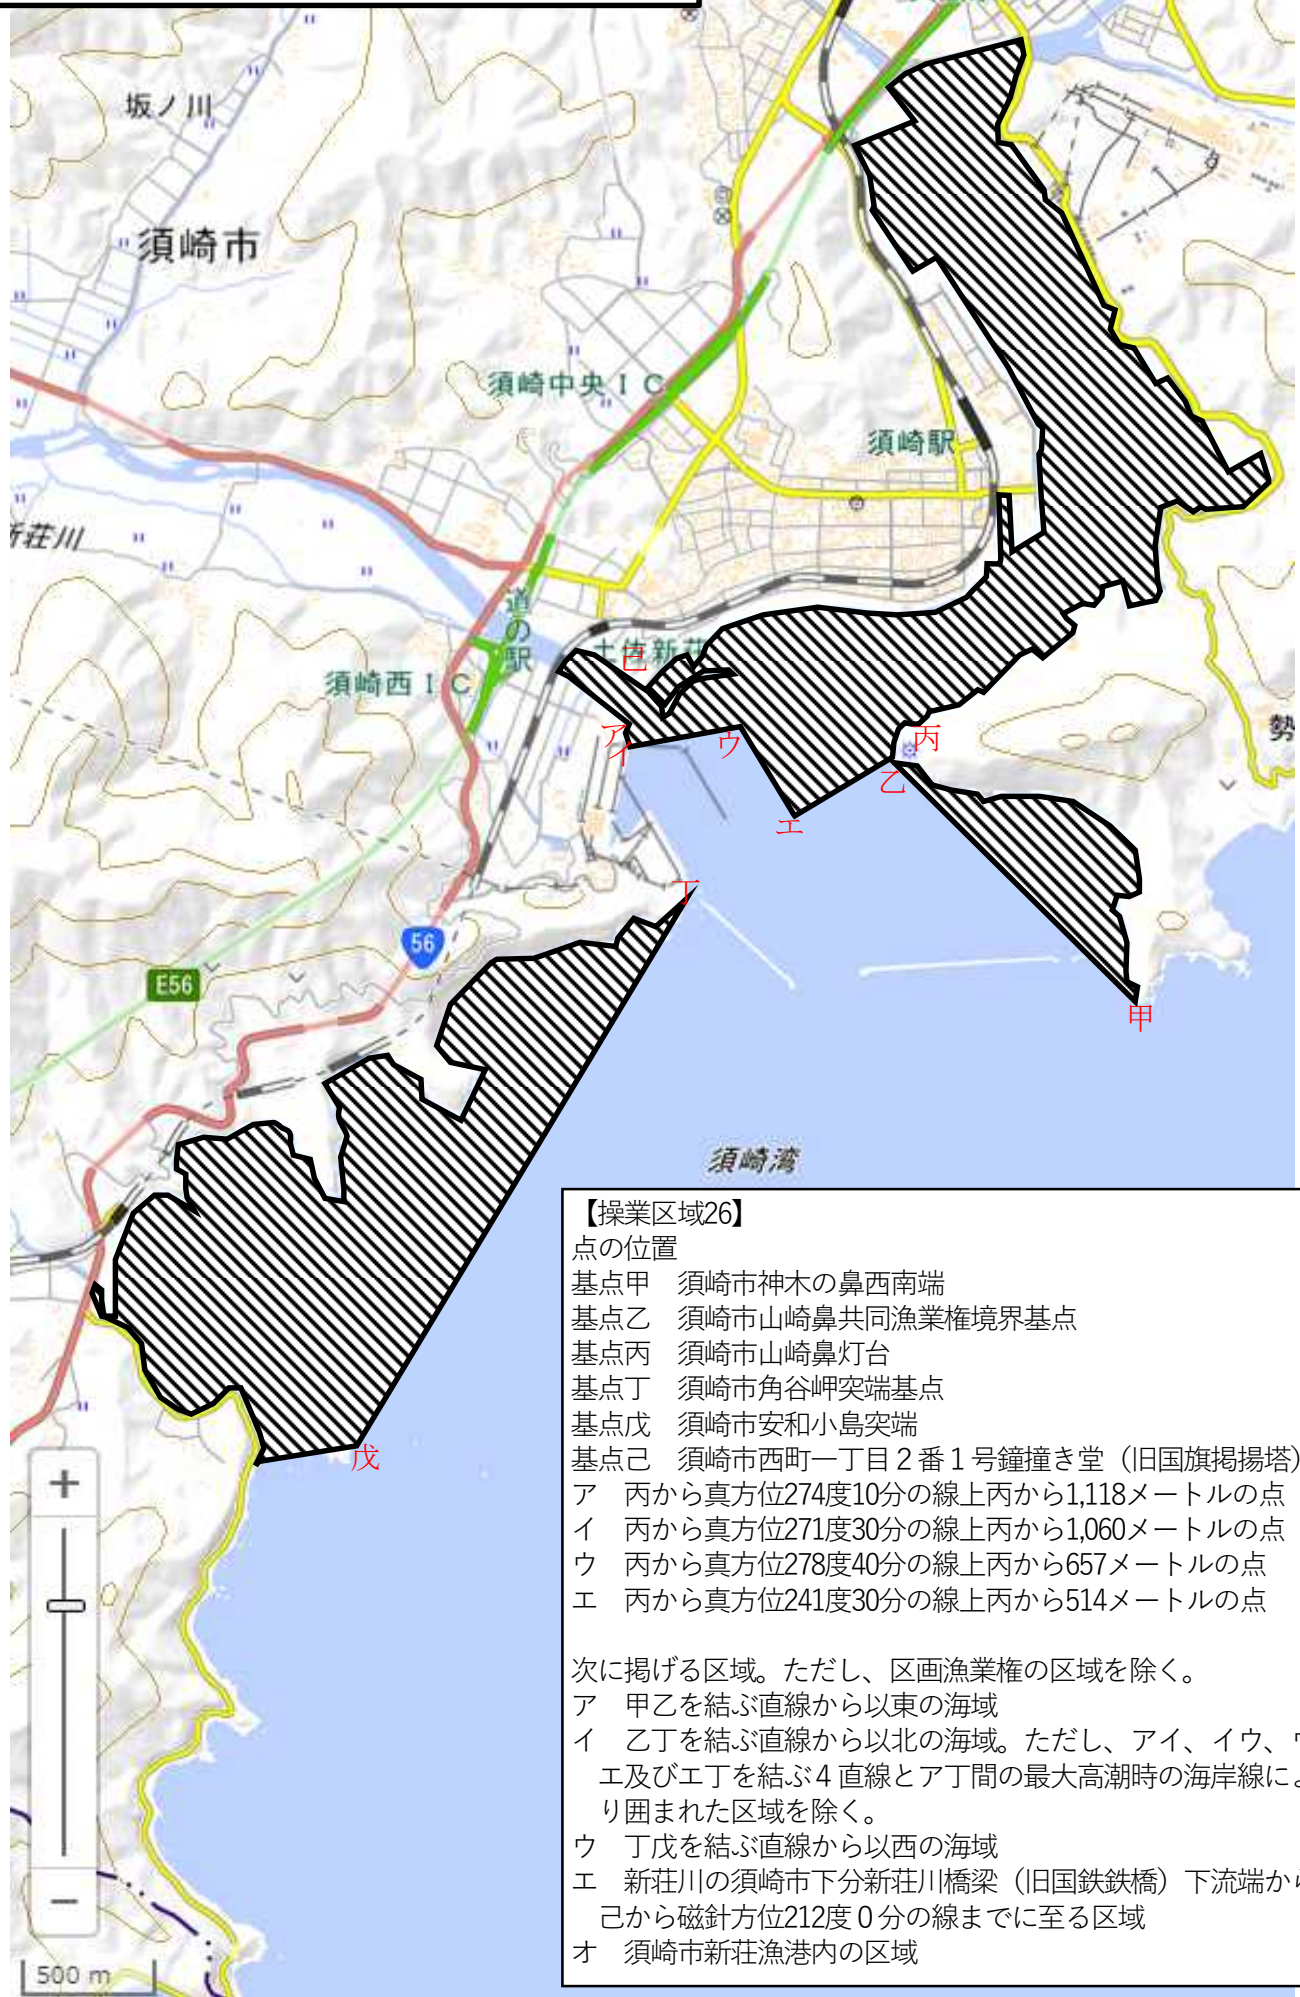 坂ノ川
須崎市
須崎中央ＩＣ
須崎駅
新荘川
道の駅
土佐新荘
己
須崎西ＩＣ
ア
イ
ウ
丙
乙
エ
勢
丁
56
E56
甲
須崎湾
戊
【操業区域26】
点の位置
基点甲　須崎市神木の鼻西南端
基点乙　須崎市山崎鼻共同漁業権境界基点
基点丙　須崎市山崎鼻灯台
基点丁　須崎市角谷岬突端基点
基点戊　須崎市安和小島突端
基点己　須崎市西町一丁目２番１号鐘撞き堂（旧国旗掲揚塔）
ア　丙から真方位274度10分の線上丙から1,118メートルの点
イ　丙から真方位271度30分の線上丙から1,060メートルの点
ウ　丙から真方位278度40分の線上丙から657メートルの点
エ　丙から真方位241度30分の線上丙から514メートルの点
次に掲げる区域。ただし、区画漁業権の区域を除く。
ア　甲乙を結ぶ直線から以東の海域
イ　乙丁を結ぶ直線から以北の海域。ただし、アイ、イウ、ウ
エ及びエ丁を結ぶ４直線とア丁間の最大高潮時の海岸線によ
り囲まれた区域を除く。
ウ　丁戊を結ぶ直線から以西の海域
エ　新荘川の須崎市下分新荘川橋梁（旧国鉄鉄橋）下流端から
己から磁針方位212度０分の線までに至る区域
オ　須崎市新荘漁港内の区域
+
−
500 m